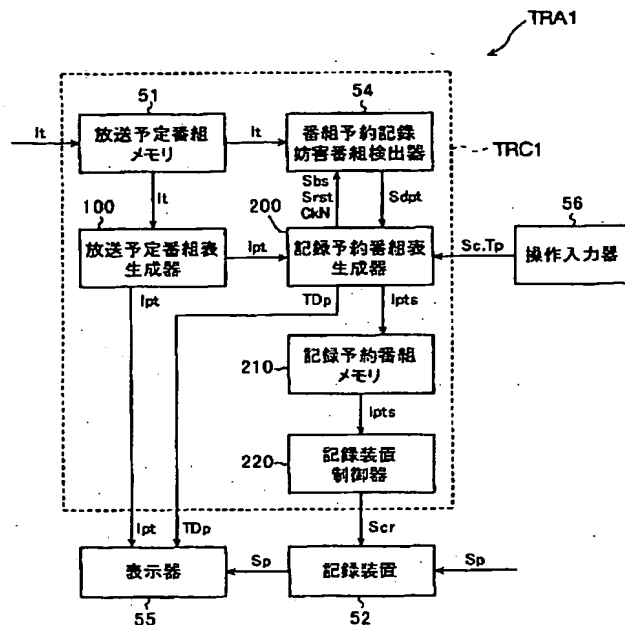 TRA1
51
54
It
放送予定番組
メモリ
It
番組予約記録
妨害番組検出器
TRC1
It
Sbs
Srst
CkN
Sdpt
100
200
56
放送予定番組表
生成器
Ipt
記録予約番組表
生成器
Sc.Tp
操作入力器
Ipt
TDp
Ipts
210
記録予約番組
メモリ
Ipts
220
記録装置
制御器
Ipt
TDp
Scr
表示器
Sp
記録装置
Sp
55
52